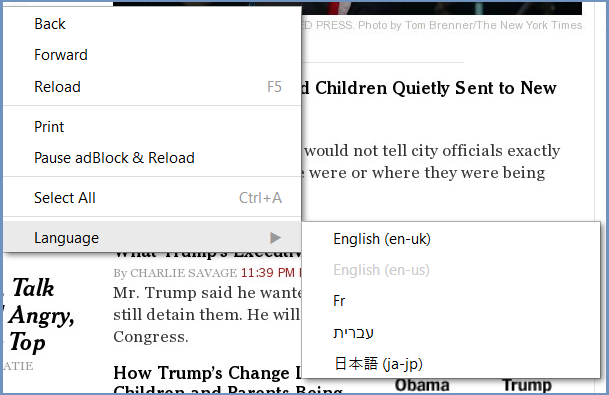 Back
Forward
Reload F5
Print
Pause adBlock & Reload
Select All Ctrl+A
Language ▶
English (en-uk)
English (en-us)
Fr
עברית
日本語 (ja-jp)
PRESS. Photo by Tom Brenner/The New York Times
Children Quietly Sent to New
would not tell city officials exactly
were or where they were being
What Trump's
By CHARLIE SAVAGE 11:39 PM
Mr. Trump said he
still detain them. He will
Congress.
How Trump's Change
Children and Parents Being
Talk
Angry,
Top
Obama Trump